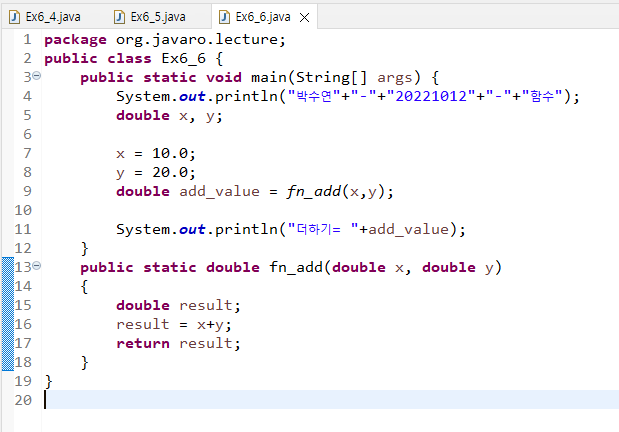 Ex6_4.java Ex6_5.java Ex6_6.java
1 package org.javaro.lecture;
2 public class Ex6_6 {
3 public static void main(String[] args) {
4 System.out.println("박수연"+"-"+"20221012"+"-"+"함수");
5 double x, y;
6
7 x = 10.0;
8 y = 20.0;
9 double add_value = fn_add(x,y);
10
11 System.out.println("더하기= "+add_value);
12 }
13 public static double fn_add(double x, double y)
14 {
15 double result;
16 result = x+y;
17 return result;
18 }
19 }
20